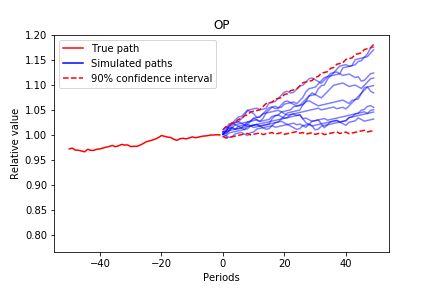 OP
1.20
1.15
1.10
1.05
1.00
0.95
0.90
0.85
0.80
Relative value
True path
Simulated paths
90% confidence interval
−40
−20
0
20
40
Periods